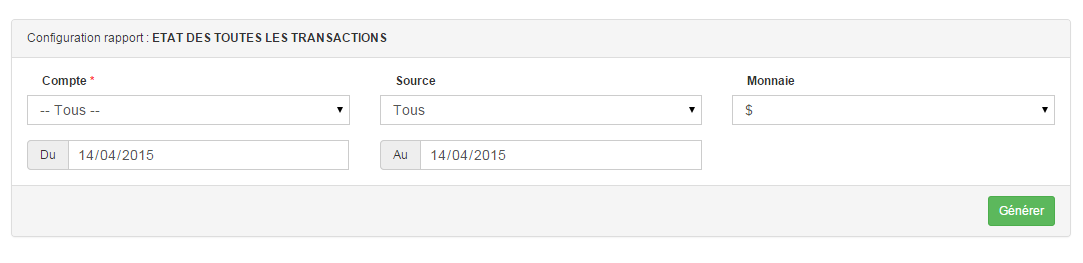 Configuration rapport : ETAT DES TOUTES LES TRANSACTIONS
Compte * Source Monnaie
-- Tous -- Tous $
Du 14/04/2015 Au 14/04/2015
Générer